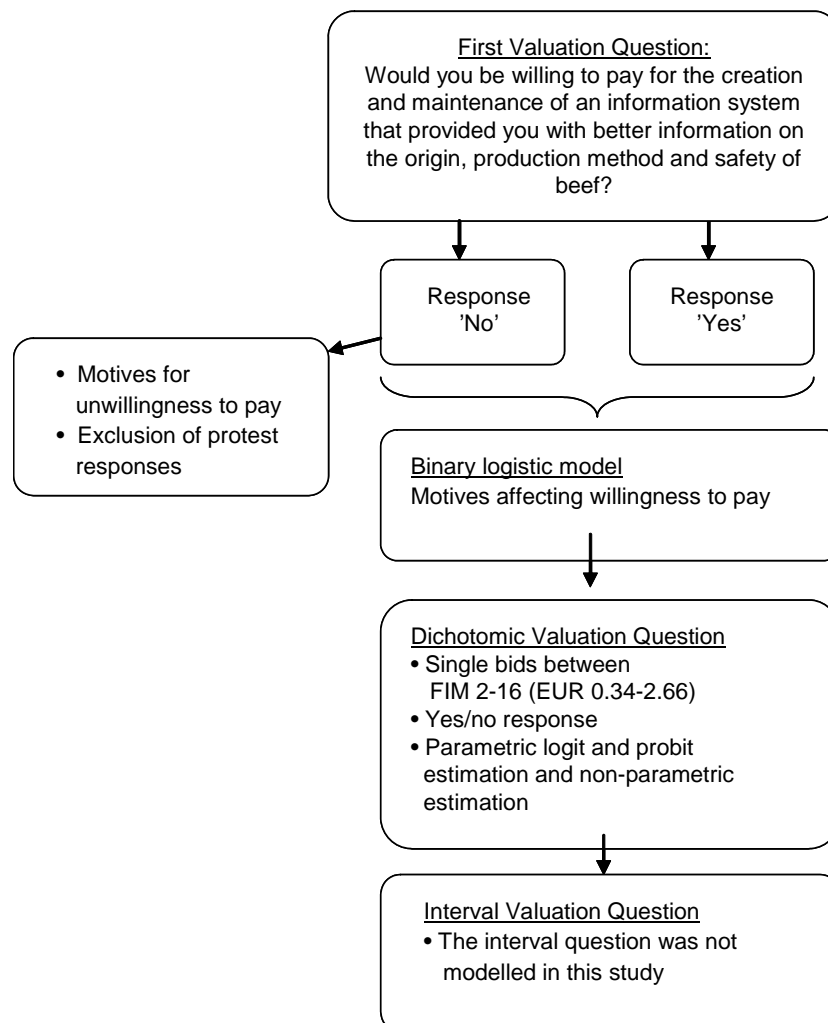 First Valuation Question:
Would you be willing to pay for the creation
and maintenance of an information system
that provided you with better information on
the origin, production method and safety of
beef?
Response
'No'
Response
'Yes'
• Motives for
unwillingness to pay
• Exclusion of protest
responses
Binary logistic model
Motives affecting willingness to pay
Dichotomic Valuation Question
• Single bids between
FIM 2-16 (EUR 0.34-2.66)
• Yes/no response
• Parametric logit and probit
estimation and non-parametric
estimation
Interval Valuation Question
• The interval question was not
modelled in this study